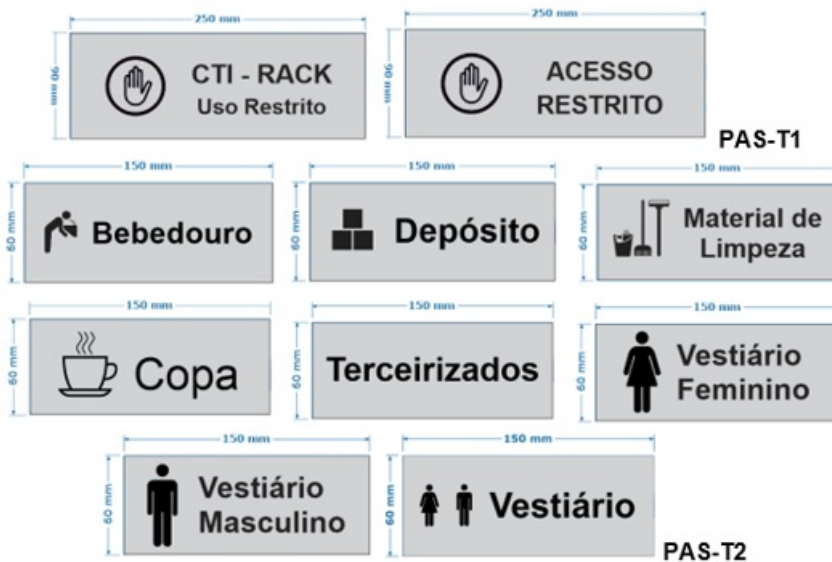 250 mm
250 mm
90 mm
CTI - RACK
Uso Restrito
90 mm
ACESSO
RESTRITO
PAS-T1
150 mm
150 mm
150 mm
60 mm
Bebedouro
60 mm
Depósito
60 mm
Material de
Limpeza
150 mm
150 mm
150 mm
60 mm
Copa
60 mm
Terceirizados
60 mm
Vestiário
Feminino
150 mm
150 mm
60 mm
Vestiário
Masculino
60 mm
Vestiário
PAS-T2